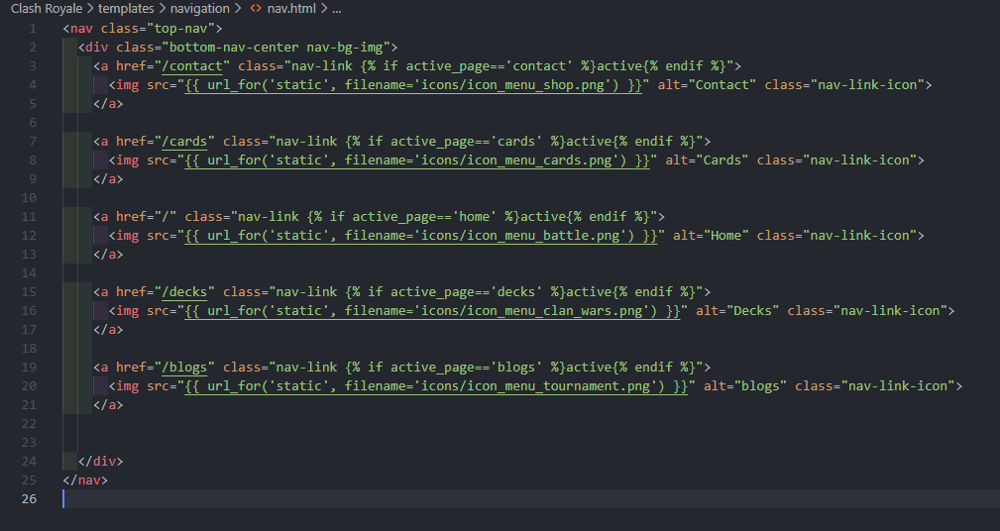 Clash Royale > templates > navigation > <> nav.html > ...
1 <nav class="top-nav">
2 <div class="bottom-nav-center nav-bg-img">
3 <a href="/contact" class="nav-link {% if active_page=='contact' %}active{% endif %}">
4 <img src="{{ url_for('static', filename='icons/icon_menu_shop.png') }}" alt="Contact" class="nav-link-icon">
5 </a>
6
7 <a href="/cards" class="nav-link {% if active_page=='cards' %}active{% endif %}">
8 <img src="{{ url_for('static', filename='icons/icon_menu_cards.png') }}" alt="Cards" class="nav-link-icon">
9 </a>
10
11 <a href="/" class="nav-link {% if active_page=='home' %}active{% endif %}">
12 <img src="{{ url_for('static', filename='icons/icon_menu_battle.png') }}" alt="Home" class="nav-link-icon">
13 </a>
14
15 <a href="/decks" class="nav-link {% if active_page=='decks' %}active{% endif %}">
16 <img src="{{ url_for('static', filename='icons/icon_menu_clan_wars.png') }}" alt="Decks" class="nav-link-icon">
17 </a>
18
19 <a href="/blogs" class="nav-link {% if active_page=='blogs' %}active{% endif %}">
20 <img src="{{ url_for('static', filename='icons/icon_menu_tournament.png') }}" alt="blogs" class="nav-link-icon">
21 </a>
22
23
24 </div>
25 </nav>
26